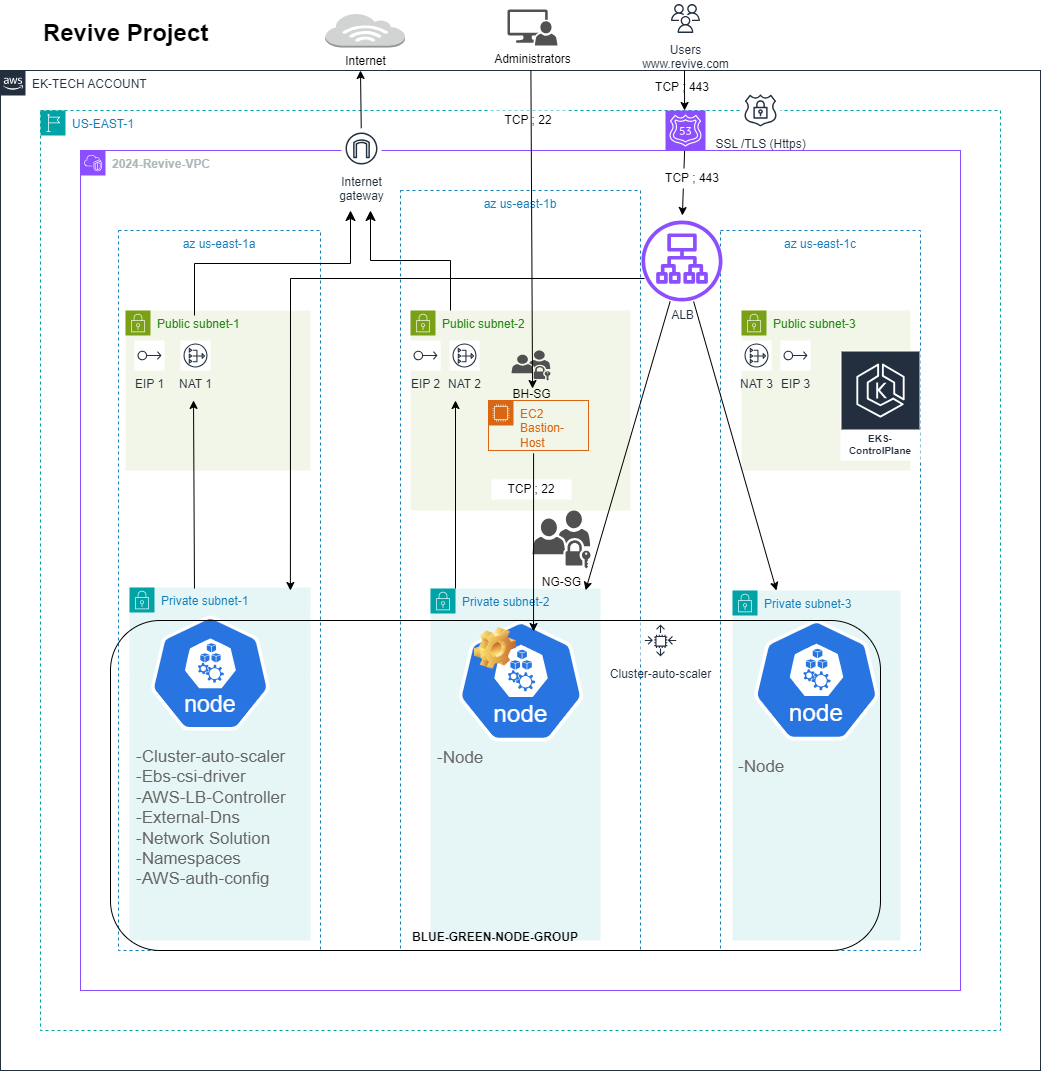 Revive Project
Internet
Administrators
Users
www.revive.com
aws
EK-TECH ACCOUNT
TCP ; 443
TCP ; 22
US-EAST-1
53
SSL /TLS (Https)
2024-Revive-VPC
TCP ; 443
Internet
gateway
az us-east-1b
az us-east-1a
az us-east-1c
ALB
Public subnet-1
Public subnet-2
Public subnet-3
EIP 1
NAT 1
EIP 2
NAT 2
NAT 3
EIP 3
K
BH-SG
EC2
Bastion-
Host
EKS-
ControlPlane
TCP ; 22
NG-SG
Private subnet-1
Private subnet-2
Private subnet-3
Cluster-auto-scaler
node
node
node
-Cluster-auto-scaler
-Ebs-csi-driver
-AWS-LB-Controller
-External-Dns
-Network Solution
-Namespaces
-AWS-auth-config
-Node
-Node
BLUE-GREEN-NODE-GROUP